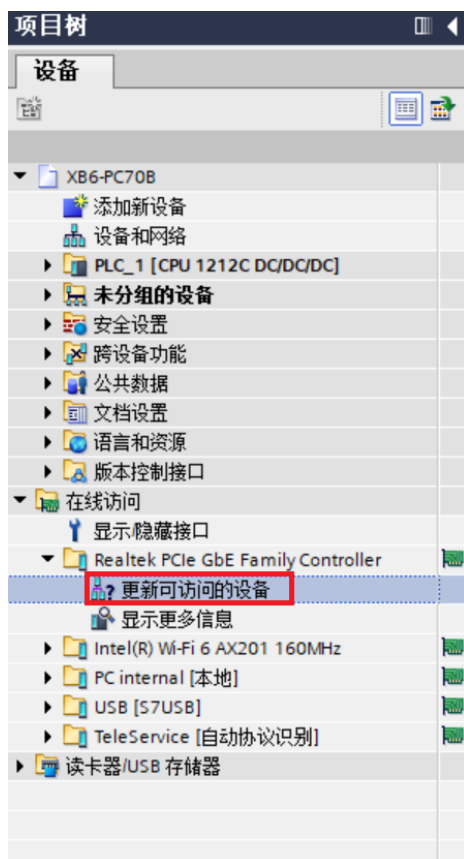 项目树
设备
XB6-PC70B
添加新设备
设备和网络
PLC_1 [CPU 1212C DC/DC/DC]
未分组的设备
安全设置
跨设备功能
公共数据
文档设置
语言和资源
版本控制接口
在线访问
显示/隐藏接口
Realtek PCIe GbE Family Controller
更新可访问的设备
显示更多信息
Intel(R) Wi-Fi 6 AX201 160MHz
PC internal [本地]
USB [S7USB]
TeleService [自动协议识别]
读卡器/USB 存储器